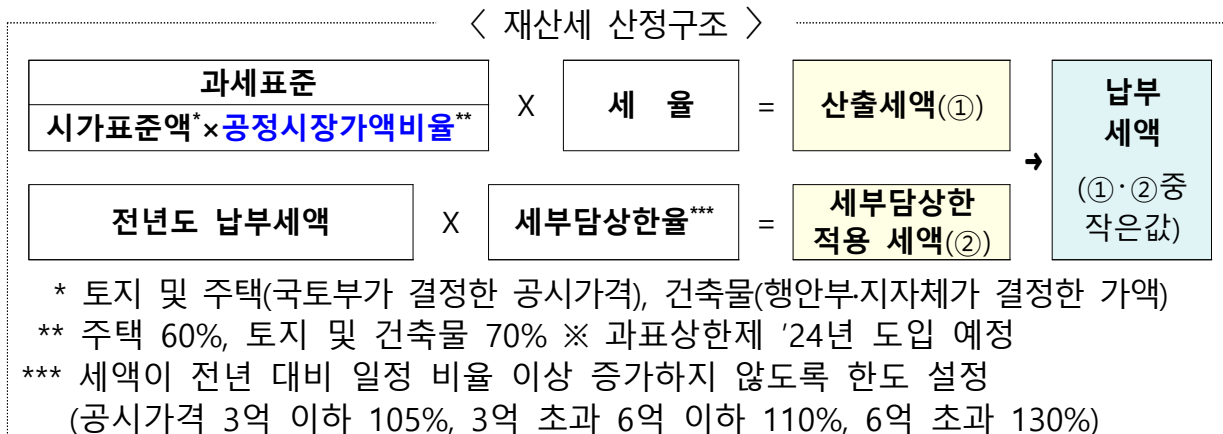 〈 재산세 산정구조 〉
과세표준
시가표준액*×공정시장가액비율**
X
세 율
=
산출세액(①)
전년도 납부세액
X
세부담상한율***
=
세부담상한
적용 세액(②)
➜
납부
세액
(①·②중
작은값)
* 토지 및 주택(국토부가 결정한 공시가격), 건축물(행안부·지자체가 결정한 가액)
** 주택 60%, 토지 및 건축물 70% ※ 과표상한제 '24년 도입 예정
*** 세액이 전년 대비 일정 비율 이상 증가하지 않도록 한도 설정
(공시가격 3억 이하 105%, 3억 초과 6억 이하 110%, 6억 초과 130%)